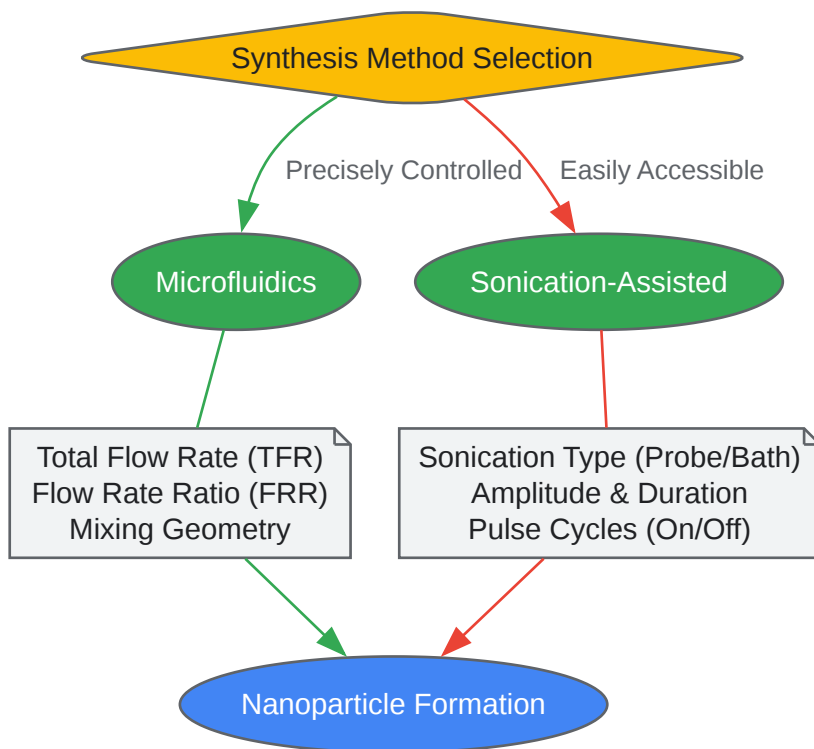 Synthesis Method Selection
Precisely Controlled
Easily Accessible
Microfluidics
Sonication-Assisted
Total Flow Rate (TFR)
Flow Rate Ratio (FRR)
Mixing Geometry
Sonication Type (Probe/Bath)
Amplitude & Duration
Pulse Cycles (On/Off)
Nanoparticle Formation